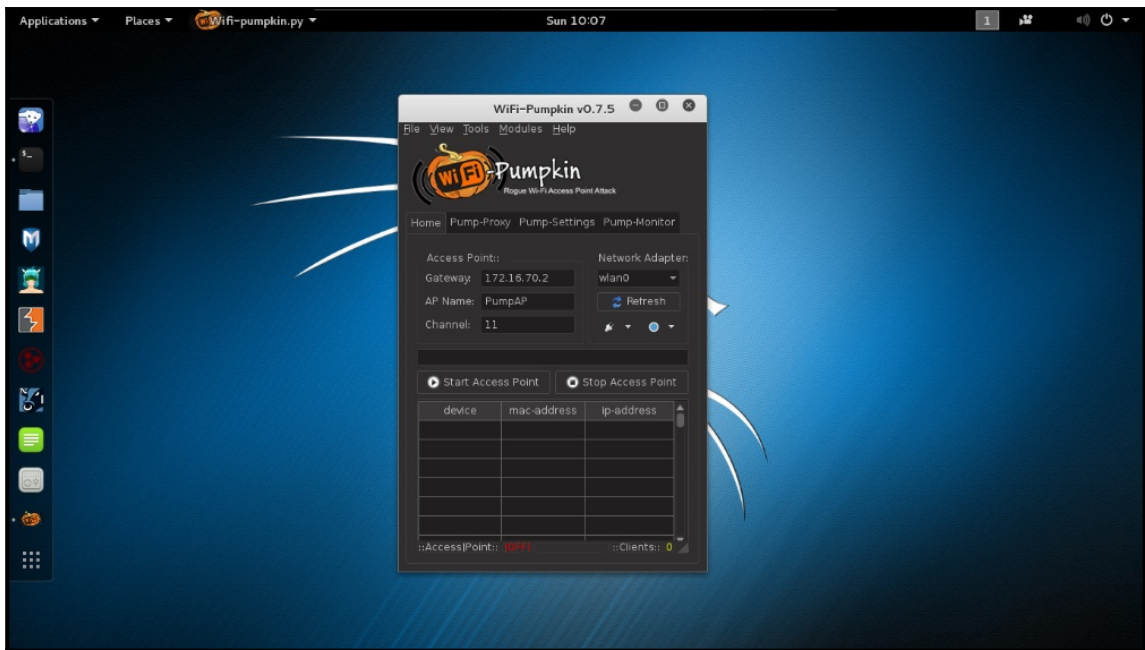 Applications Places Wifi-pumpkin.py Sun 10:07 1
WiFi-Pumpkin v0.7.5
File View Tools Modules Help
WiFi-Pumpkin
Rogue Wi-Fi Access Point Attack
Home Pump-Proxy Pump-Settings Pump-Monitor
Access Point:: Network Adapter:
Gateway: 172.16.70.2 wlan0
AP Name: PumpAP Refresh
Channel: 11
Start Access Point Stop Access Point
device mac-address ip-address
::Access|Point:: [OFF] ::Clients:: 0